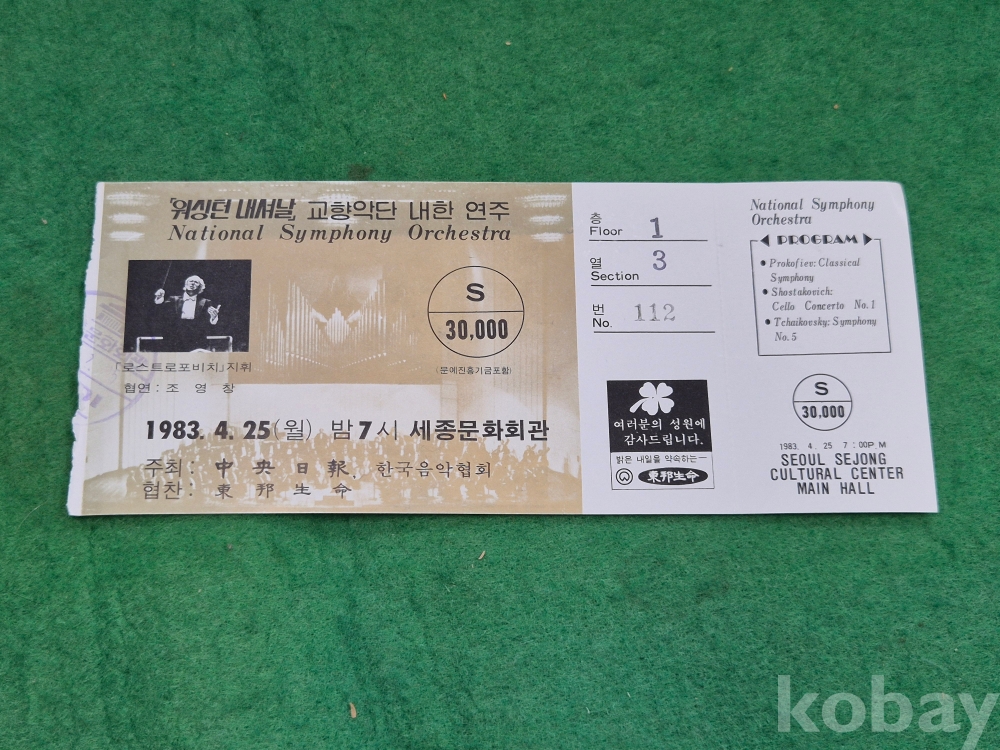 '워싱턴 내셔날' 교향악단 내한 연주
National Symphony Orchestra
S
30,000
(문예진흥기금포함)
「로스트로포비치」지휘
협연 : 조 영 창
1983. 4. 25(월) 밤 7시 세종문화회관
주최 : 中央日報, 한국음악협회
협찬 : 東邦生命
층
Floor 1
열
Section 3
번
No. 112
여러분의 성원에
감사드립니다.
밝은 내일을 약속하는―
東邦生命
National Symphony
Orchestra
PROGRAM
• Prokofiev: Classical
Symphony
• Shostakovich:
Cello Concerto No. 1
• Tchaikovsky: Symphony
No. 5
S
30,000
1983. 4. 25 7:00P.M
SEOUL SEJONG
CULTURAL CENTER
MAIN HALL
kobay